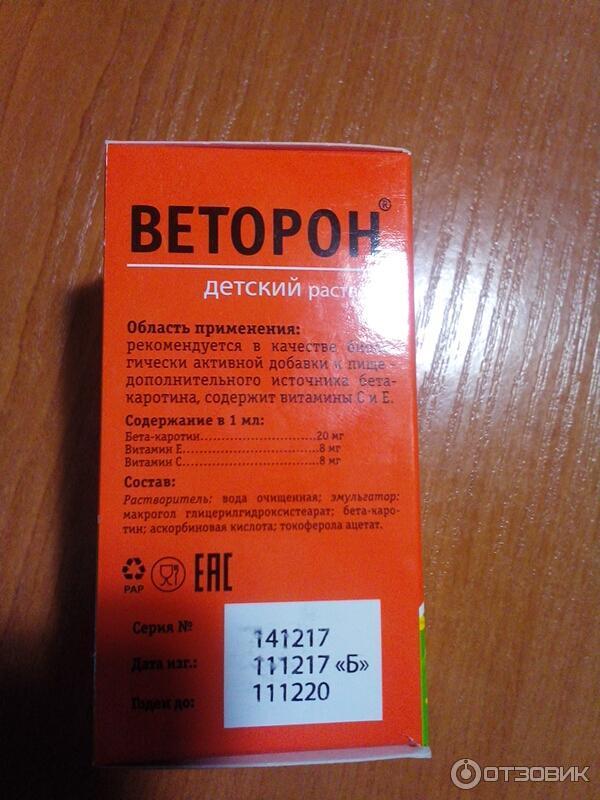 ВЕТОРОН®
детский
Область применения:
рекомендуется в качестве биоло-
гически активной добавки к пище -
дополнительного источника бета-
каротина, содержит витамины С и Е.
Содержание в 1 мл:
Бета-каротин........................20 мг
Витамин Е..............................8 мг
Витамин С..............................8 мг
Состав:
Растворитель: вода очищенная; эмульгатор:
макрогол глицерилгидроксистеарат; бета-каро-
тин; аскорбиновая кислота; токоферола ацетат.
PAP
EAC
Серия № 141217
Дата изг.: 111217 «Б»
Годен до: 111220
ОТЗОВИК